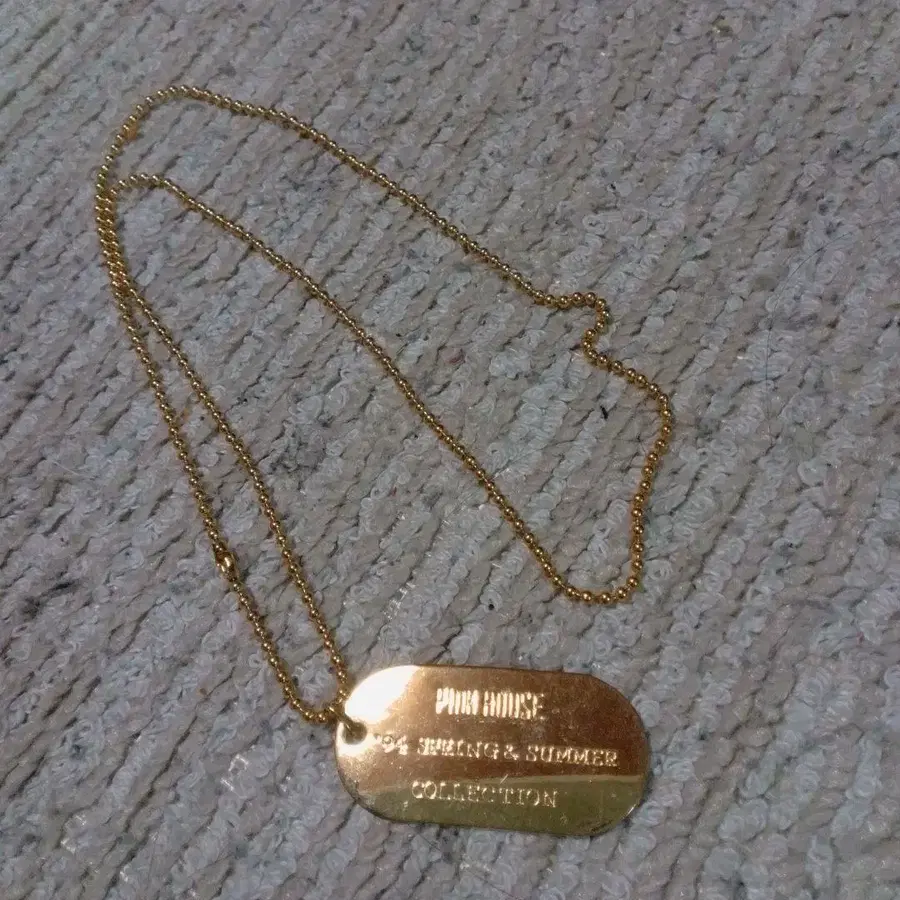 PINK HOUSE
'94 SPRING & SUMMER
COLLECTION